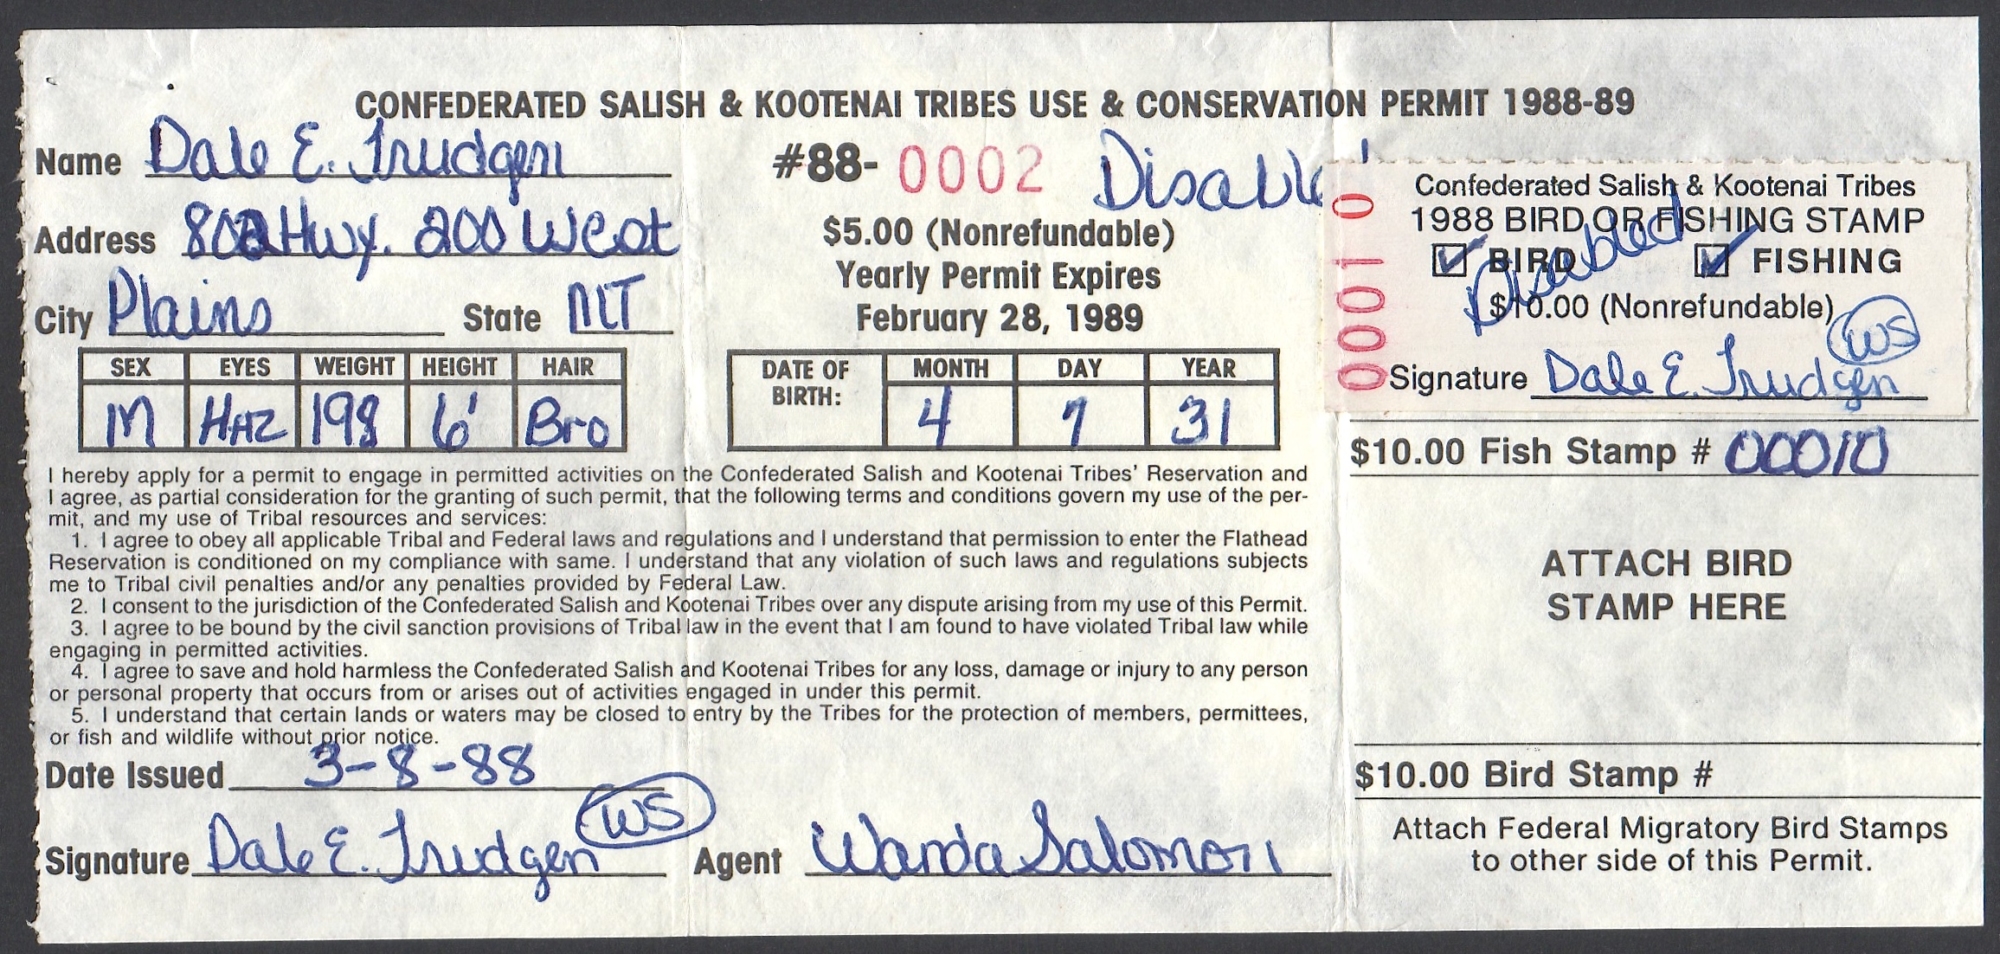 CONFEDERATED SALISH & KOOTENAI TRIBES USE & CONSERVATION PERMIT 1988-89
Name Dale E. Trudgen
Address 802 Hwy. 200 West
City Plains State MT
SEX EYES WEIGHT HEIGHT HAIR
M HAZ 198 6' Bro
#88- 0002 Disabled
$5.00 (Nonrefundable)
Yearly Permit Expires
February 28, 1989
DATE OF BIRTH: MONTH DAY YEAR
4 7 31
I hereby apply for a permit to engage in permitted activities on the Confederated Salish and Kootenai Tribes' Reservation and
I agree, as partial consideration for the granting of such permit, that the following terms and conditions govern my use of the per-
mit, and my use of Tribal resources and services:
1. I agree to obey all applicable Tribal and Federal laws and regulations and I understand that permission to enter the Flathead
Reservation is conditioned on my compliance with same. I understand that any violation of such laws and regulations subjects
me to Tribal civil penalties and/or any penalties provided by Federal Law.
2. I consent to the jurisdiction of the Confederated Salish and Kootenai Tribes over any dispute arising from my use of this Permit.
3. I agree to be bound by the civil sanction provisions of Tribal law in the event that I am found to have violated Tribal law while
engaging in permitted activities.
4. I agree to save and hold harmless the Confederated Salish and Kootenai Tribes for any loss, damage or injury to any person
or personal property that occurs from or arises out of activities engaged in under this permit.
5. I understand that certain lands or waters may be closed to entry by the Tribes for the protection of members, permittees,
or fish and wildlife without prior notice.
Date Issued 3-8-88
Signature Dale E. Trudgen WS
Agent Wanda Salomon
00010
Confederated Salish & Kootenai Tribes
1988 BIRD OR FISHING STAMP
BIRD FISHING
Disabled
$10.00 (Nonrefundable)
WS
Signature Dale E. Trudgen
$10.00 Fish Stamp # 00010
ATTACH BIRD
STAMP HERE
$10.00 Bird Stamp #
Attach Federal Migratory Bird Stamps
to other side of this Permit.